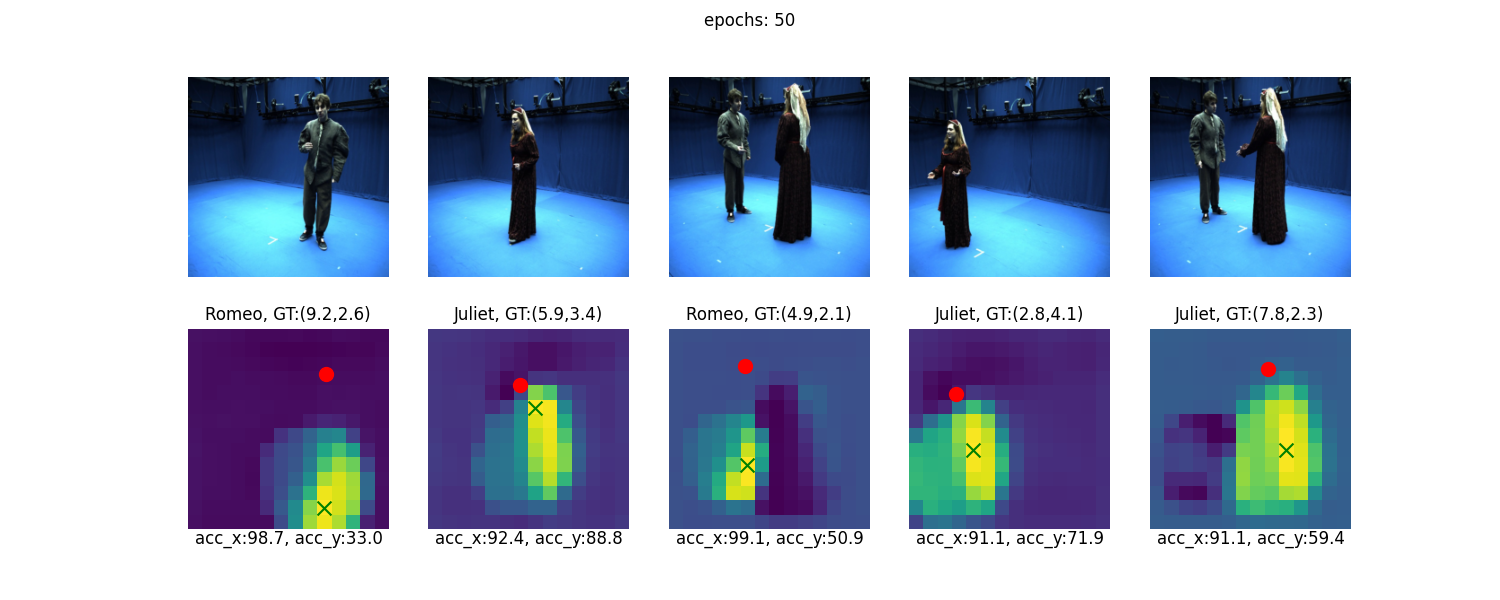 epochs: 50
Romeo, GT:(9.2,2.6)
Juliet, GT:(5.9,3.4)
Romeo, GT:(4.9,2.1)
Juliet, GT:(2.8,4.1)
Juliet, GT:(7.8,2.3)
acc_x:98.7, acc_y:33.0
acc_x:92.4, acc_y:88.8
acc_x:99.1, acc_y:50.9
acc_x:91.1, acc_y:71.9
acc_x:91.1, acc_y:59.4